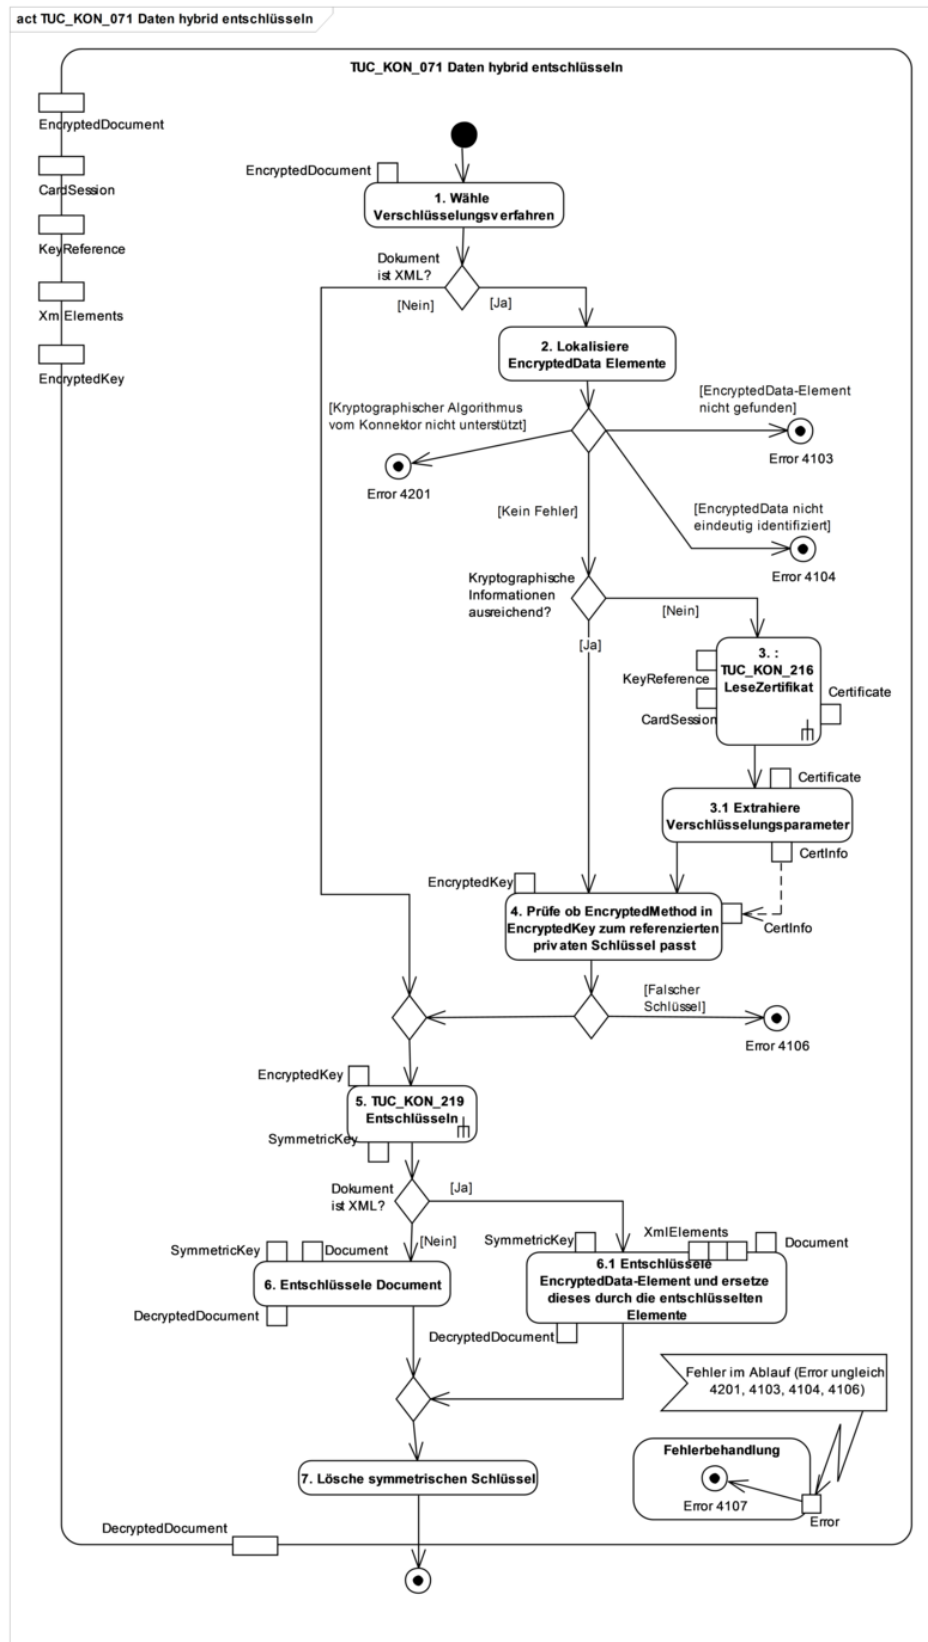 act TUC_KON_071 Daten hybrid entschlüsseln
TUC_KON_071 Daten hybrid entschlüsseln
EncryptedDocument
CardSession
KeyReference
XmlElements
EncryptedKey
EncryptedDocument
1. Wähle
Verschlüsselungsverfahren
Dokument
ist XML?
[Nein]
[Ja]
2. Lokalisiere
EncryptedData Elemente
[Kryptographischer Algorithmus
vom Konnektor nicht unterstützt]
[EncryptedData-Element
nicht gefunden]
Error 4103
Error 4201
[Kein Fehler]
[EncryptedData nicht
eindeutig identifiziert]
Error 4104
Kryptographische
Informationen
ausreichend?
[Nein]
[Ja]
3. :
TUC_KON_216
LeseZertifikat
KeyReference
CardSession
Certificate
Certificate
3.1 Extrahiere
Verschlüsselungsparameter
CertInfo
EncryptedKey
4. Prüfe ob EncryptedMethod in
EncryptedKey zum referenzierten
privaten Schlüssel passt
CertInfo
[Falscher
Schlüssel]
Error 4106
EncryptedKey
5. TUC_KON_219
Entschlüsseln
SymmetricKey
Dokument
ist XML?
[Ja]
[Nein]
SymmetricKey
Document
6. Entschlüssele Document
DecryptedDocument
SymmetricKey
XmlElements
Document
6.1 Entschlüssele
EncryptedData-Element und ersetze
dieses durch die entschlüsselten
Elemente
DecryptedDocument
Fehler im Ablauf (Error ungleich
4201, 4103, 4104, 4106)
Fehlerbehandlung
Error 4107
Error
7. Lösche symmetrischen Schlüssel
DecryptedDocument